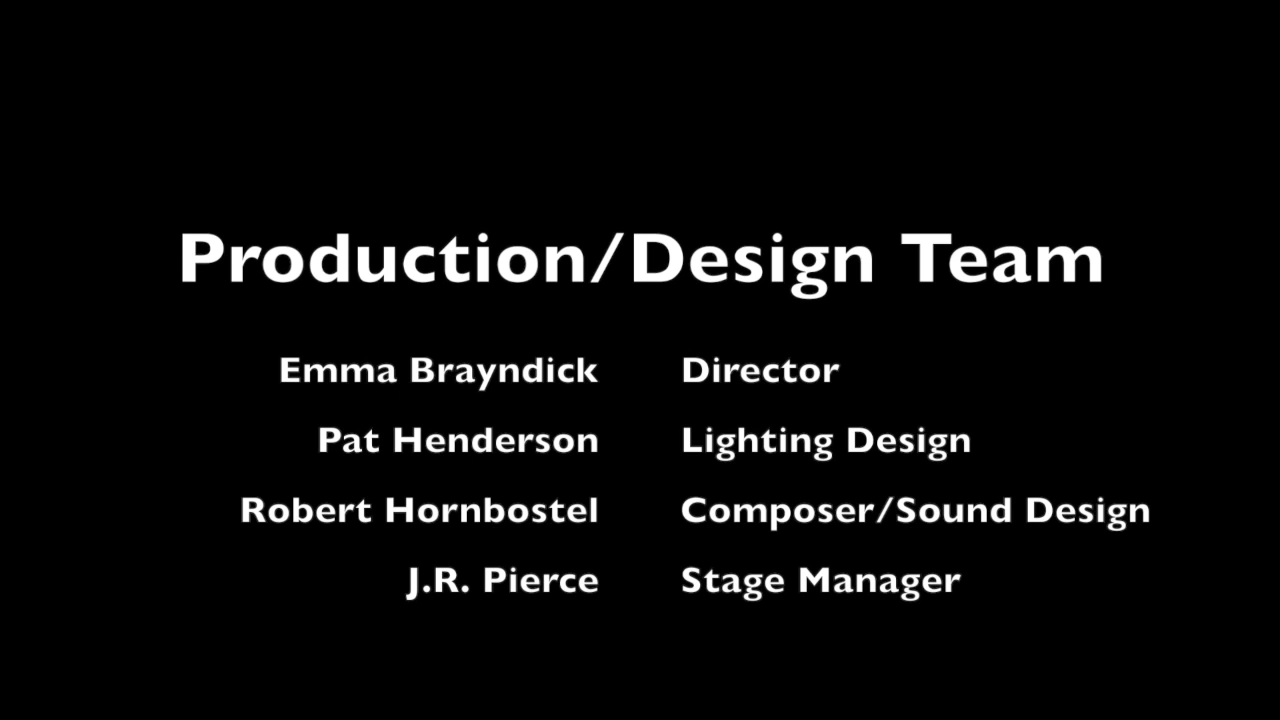 Production/Design Team
Emma Brayndick Director
Pat Henderson Lighting Design
Robert Hornbostel Composer/Sound Design
J.R. Pierce Stage Manager